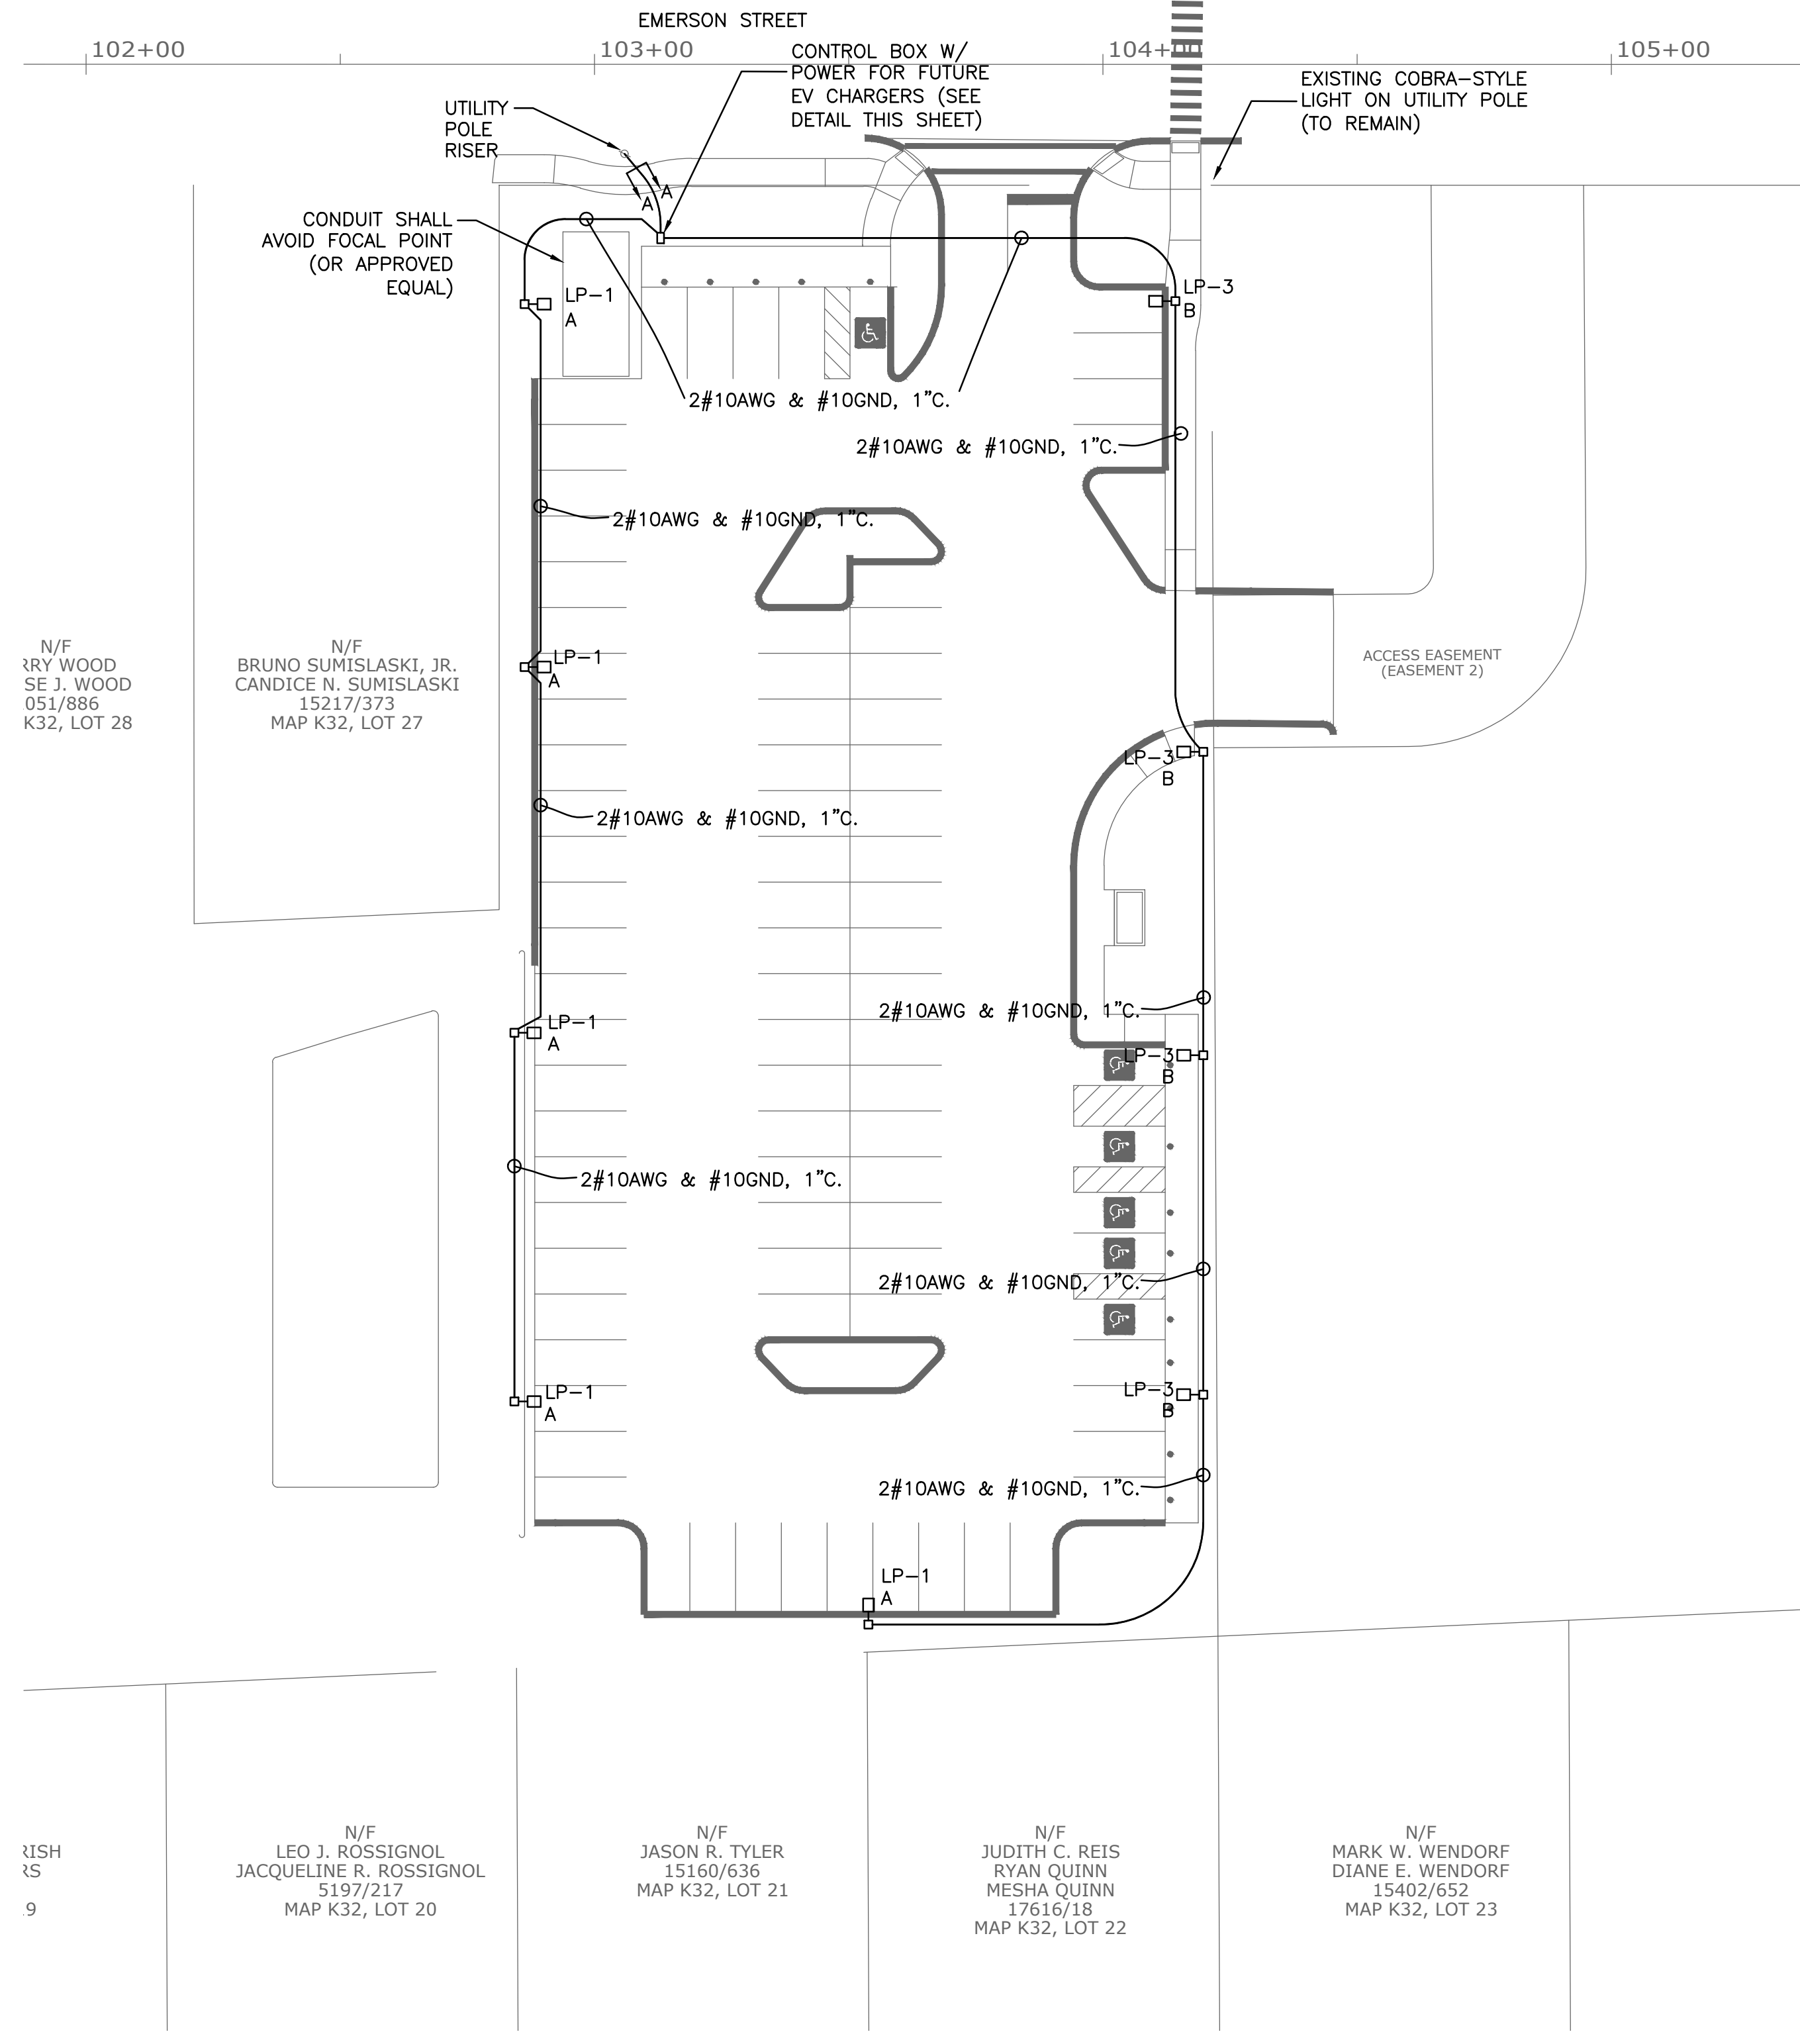 EMERSON STREET
102+00
103+00
104+00
105+00
CONTROL BOX W/
POWER FOR FUTURE
EV CHARGERS (SEE
DETAIL THIS SHEET)
EXISTING COBRA-STYLE
LIGHT ON UTILITY POLE
(TO REMAIN)
UTILITY
POLE
RISER
A
A
CONDUIT SHALL
AVOID FOCAL POINT
(OR APPROVED
EQUAL)
LP-1
A
LP-3
B
2#10AWG & #10GND, 1"C.
2#10AWG & #10GND, 1"C.
2#10AWG & #10GND, 1"C.
N/F
RRY WOOD
SE J. WOOD
051/886
K32, LOT 28
N/F
BRUNO SUMISLASKI, JR.
CANDICE N. SUMISLASKI
15217/373
MAP K32, LOT 27
LP-1
A
ACCESS EASEMENT
(EASEMENT 2)
LP-3
B
2#10AWG & #10GND, 1"C.
2#10AWG & #10GND, 1"C.
LP-1
A
LP-3
B
2#10AWG & #10GND, 1"C.
2#10AWG & #10GND, 1"C.
LP-1
A
LP-3
B
2#10AWG & #10GND, 1"C.
LP-1
A
RISH
RS
19
N/F
LEO J. ROSSIGNOL
JACQUELINE R. ROSSIGNOL
5197/217
MAP K32, LOT 20
N/F
JASON R. TYLER
15160/636
MAP K32, LOT 21
N/F
JUDITH C. REIS
RYAN QUINN
MESHA QUINN
17616/18
MAP K32, LOT 22
N/F
MARK W. WENDORF
DIANE E. WENDORF
15402/652
MAP K32, LOT 23